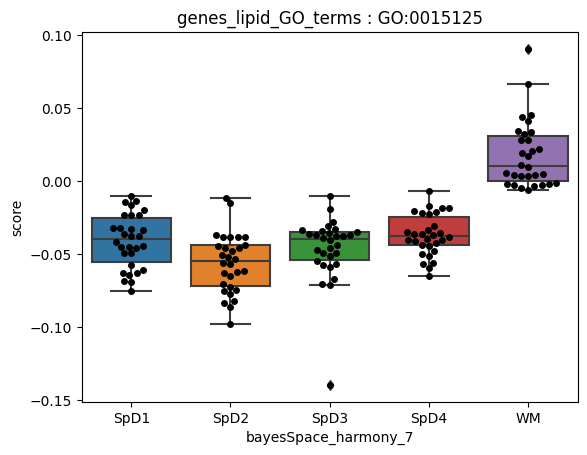 genes_lipid_GO_terms : GO:0015125
0.10
0.05
0.00
−0.05
−0.10
−0.15
score
SpD1 SpD2 SpD3 SpD4 WM
bayesSpace_harmony_7